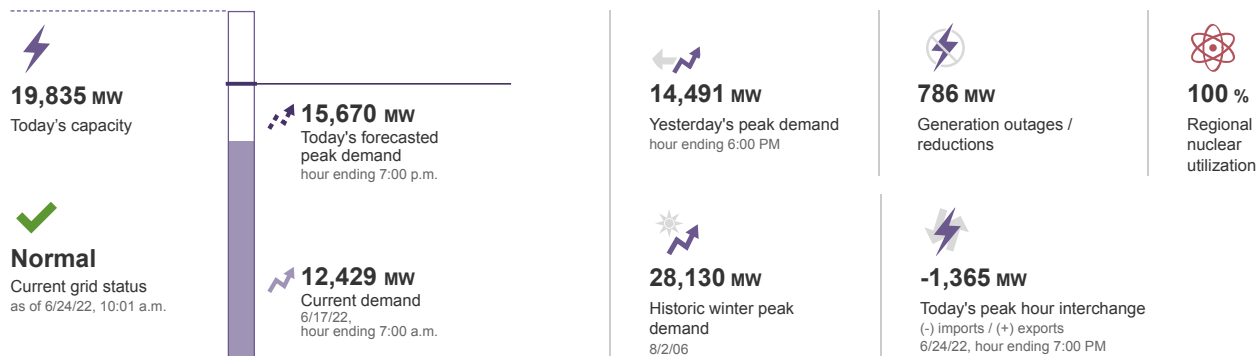 19,835 MW
Today's capacity
Normal
Current grid status
as of 6/24/22, 10:01 a.m.
15,670 MW
Today's forecasted
peak demand
hour ending 7:00 p.m.
12,429 MW
Current demand
6/17/22,
hour ending 7:00 a.m.
14,491 MW
Yesterday's peak demand
hour ending 6:00 PM
786 MW
Generation outages /
reductions
100 %
Regional
nuclear
utilization
28,130 MW
Historic winter peak
demand
8/2/06
-1,365 MW
Today's peak hour interchange
(-) imports / (+) exports
6/24/22, hour ending 7:00 PM